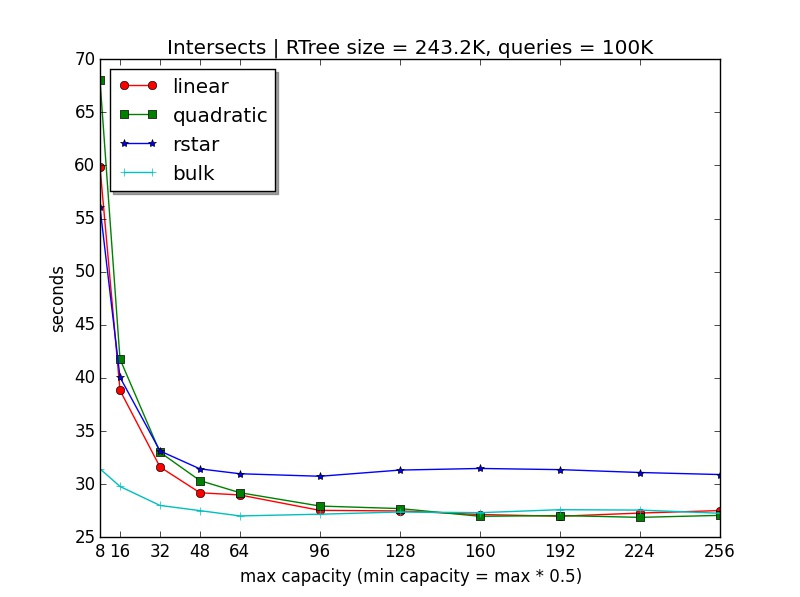 Intersects | RTree size = 243.2K, queries = 100K
70
65
60
55
50
45
40
35
30
25
seconds
linear
quadratic
rstar
bulk
8 16 32 48 64 96 128 160 192 224 256
max capacity (min capacity = max * 0.5)